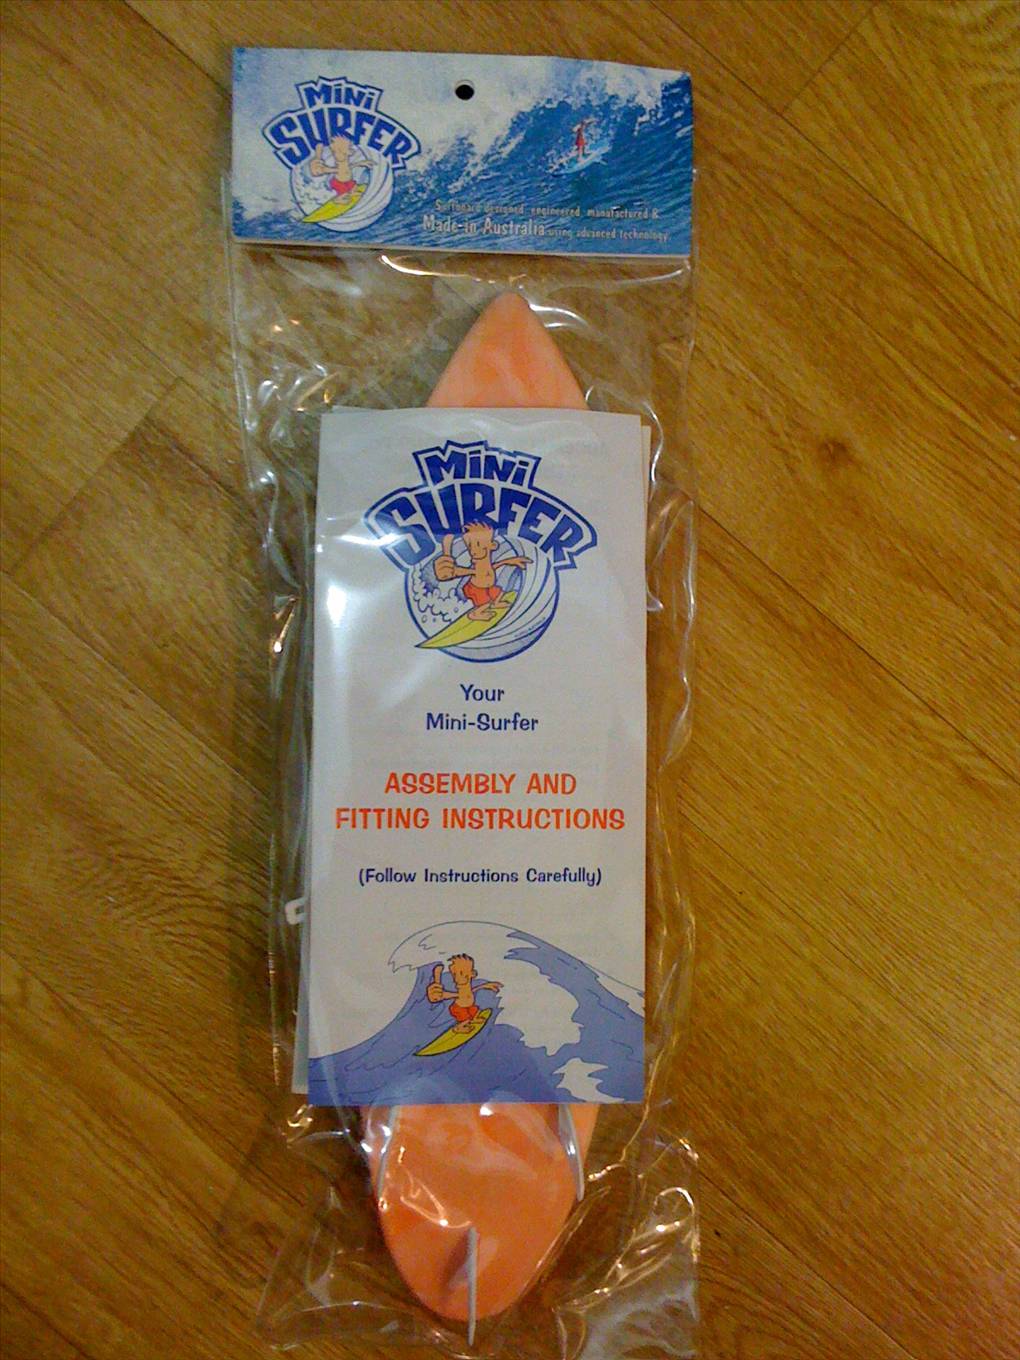 MiNi
SURFER
Surfboard designed, engineered, manufactured &
Made in Australia using advanced technology.
MiNi
SURFER
Your
Mini-Surfer
ASSEMBLY AND
FITTING INSTRUCTIONS
(Follow Instructions Carefully)